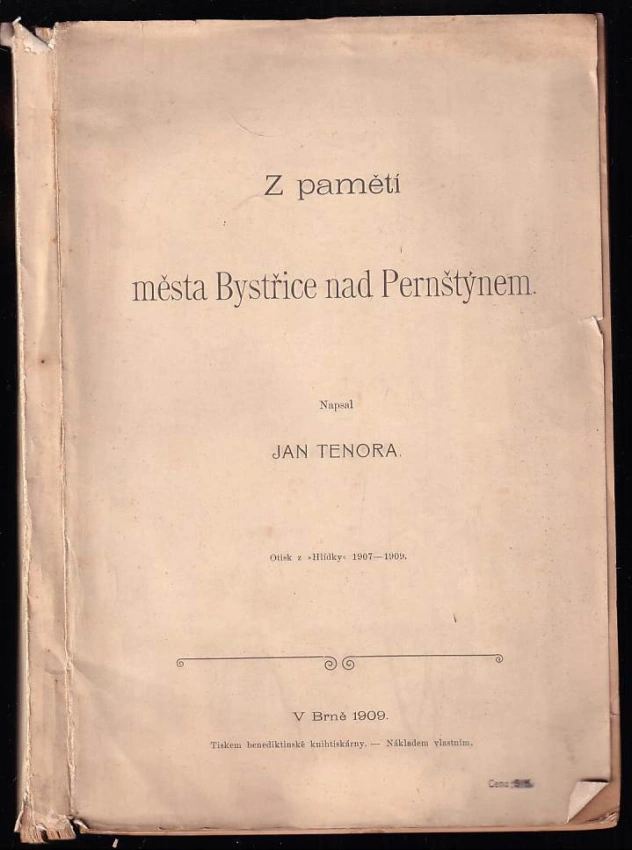 Z pamětí
města Bystřice nad Pernštýnem.
Napsal
JAN TENORA.
Otisk z »Hlídky« 1907—1909.
V Brně 1909.
Tiskem benediktinské knihtiskárny. — Nákladem vlastním.
Cena